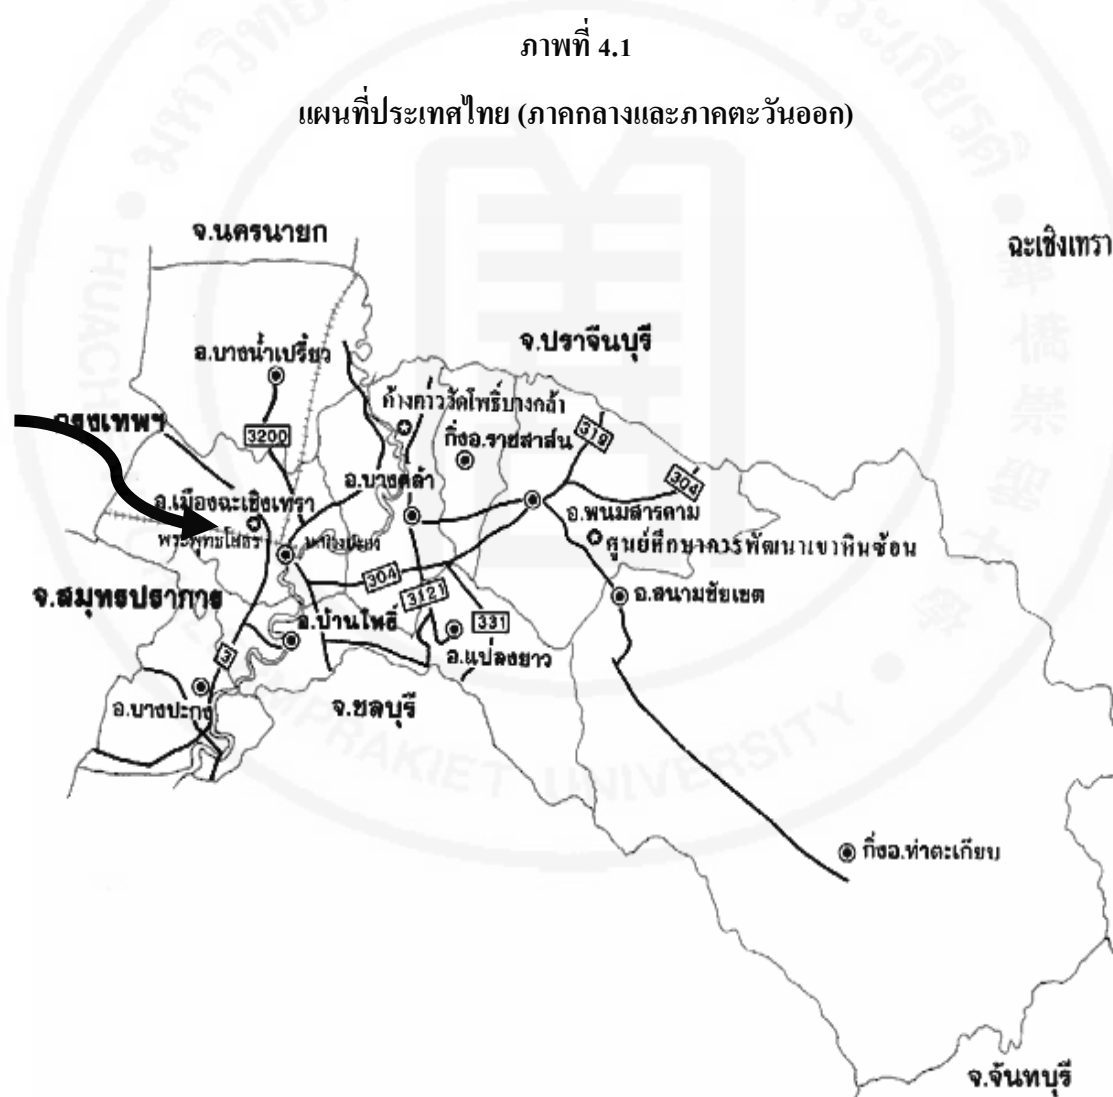 ภาพที่ 4.1
แผนที่ประเทศไทย (ภาคกลางและภาคตะวันออก)
จ.นครนายก
ฉะเชิงเทรา
จ.ปราจีนบุรี
อ.บางน้ำเปรี้ยว
ค้างคาววัดโพธิ์บางกล้า
กรุงเทพฯ
3200
กิ่งอ.ราชสาส์น
319
อ.บางคล้า
304
อ.เมืองฉะเชิงเทรา
อ.พนมสารคาม
พระพุทธโสธร
ศูนย์ศึกษาการพัฒนาเขาหินซ้อน
304
จ.สมุทรปราการ
3121
อ.สนามชัยเขต
อ.บ้านโพธิ์
331
3
อ.แปลงยาว
อ.บางปะกง
จ.ชลบุรี
กิ่งอ.ท่าตะเกียบ
จ.จันทบุรี